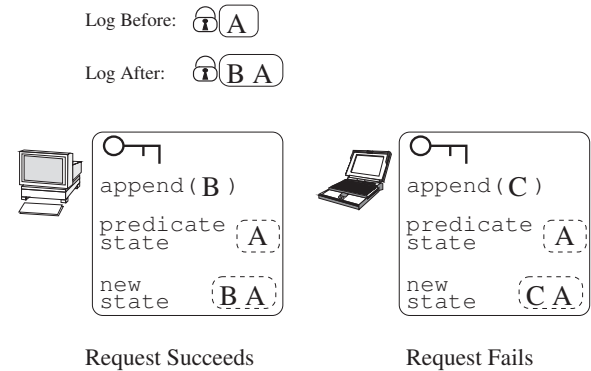 Log Before: A
Log After: B A
append(B)
predicate
state A
new
state B A
Request Succeeds
append(C)
predicate
state A
new
state C A
Request Fails